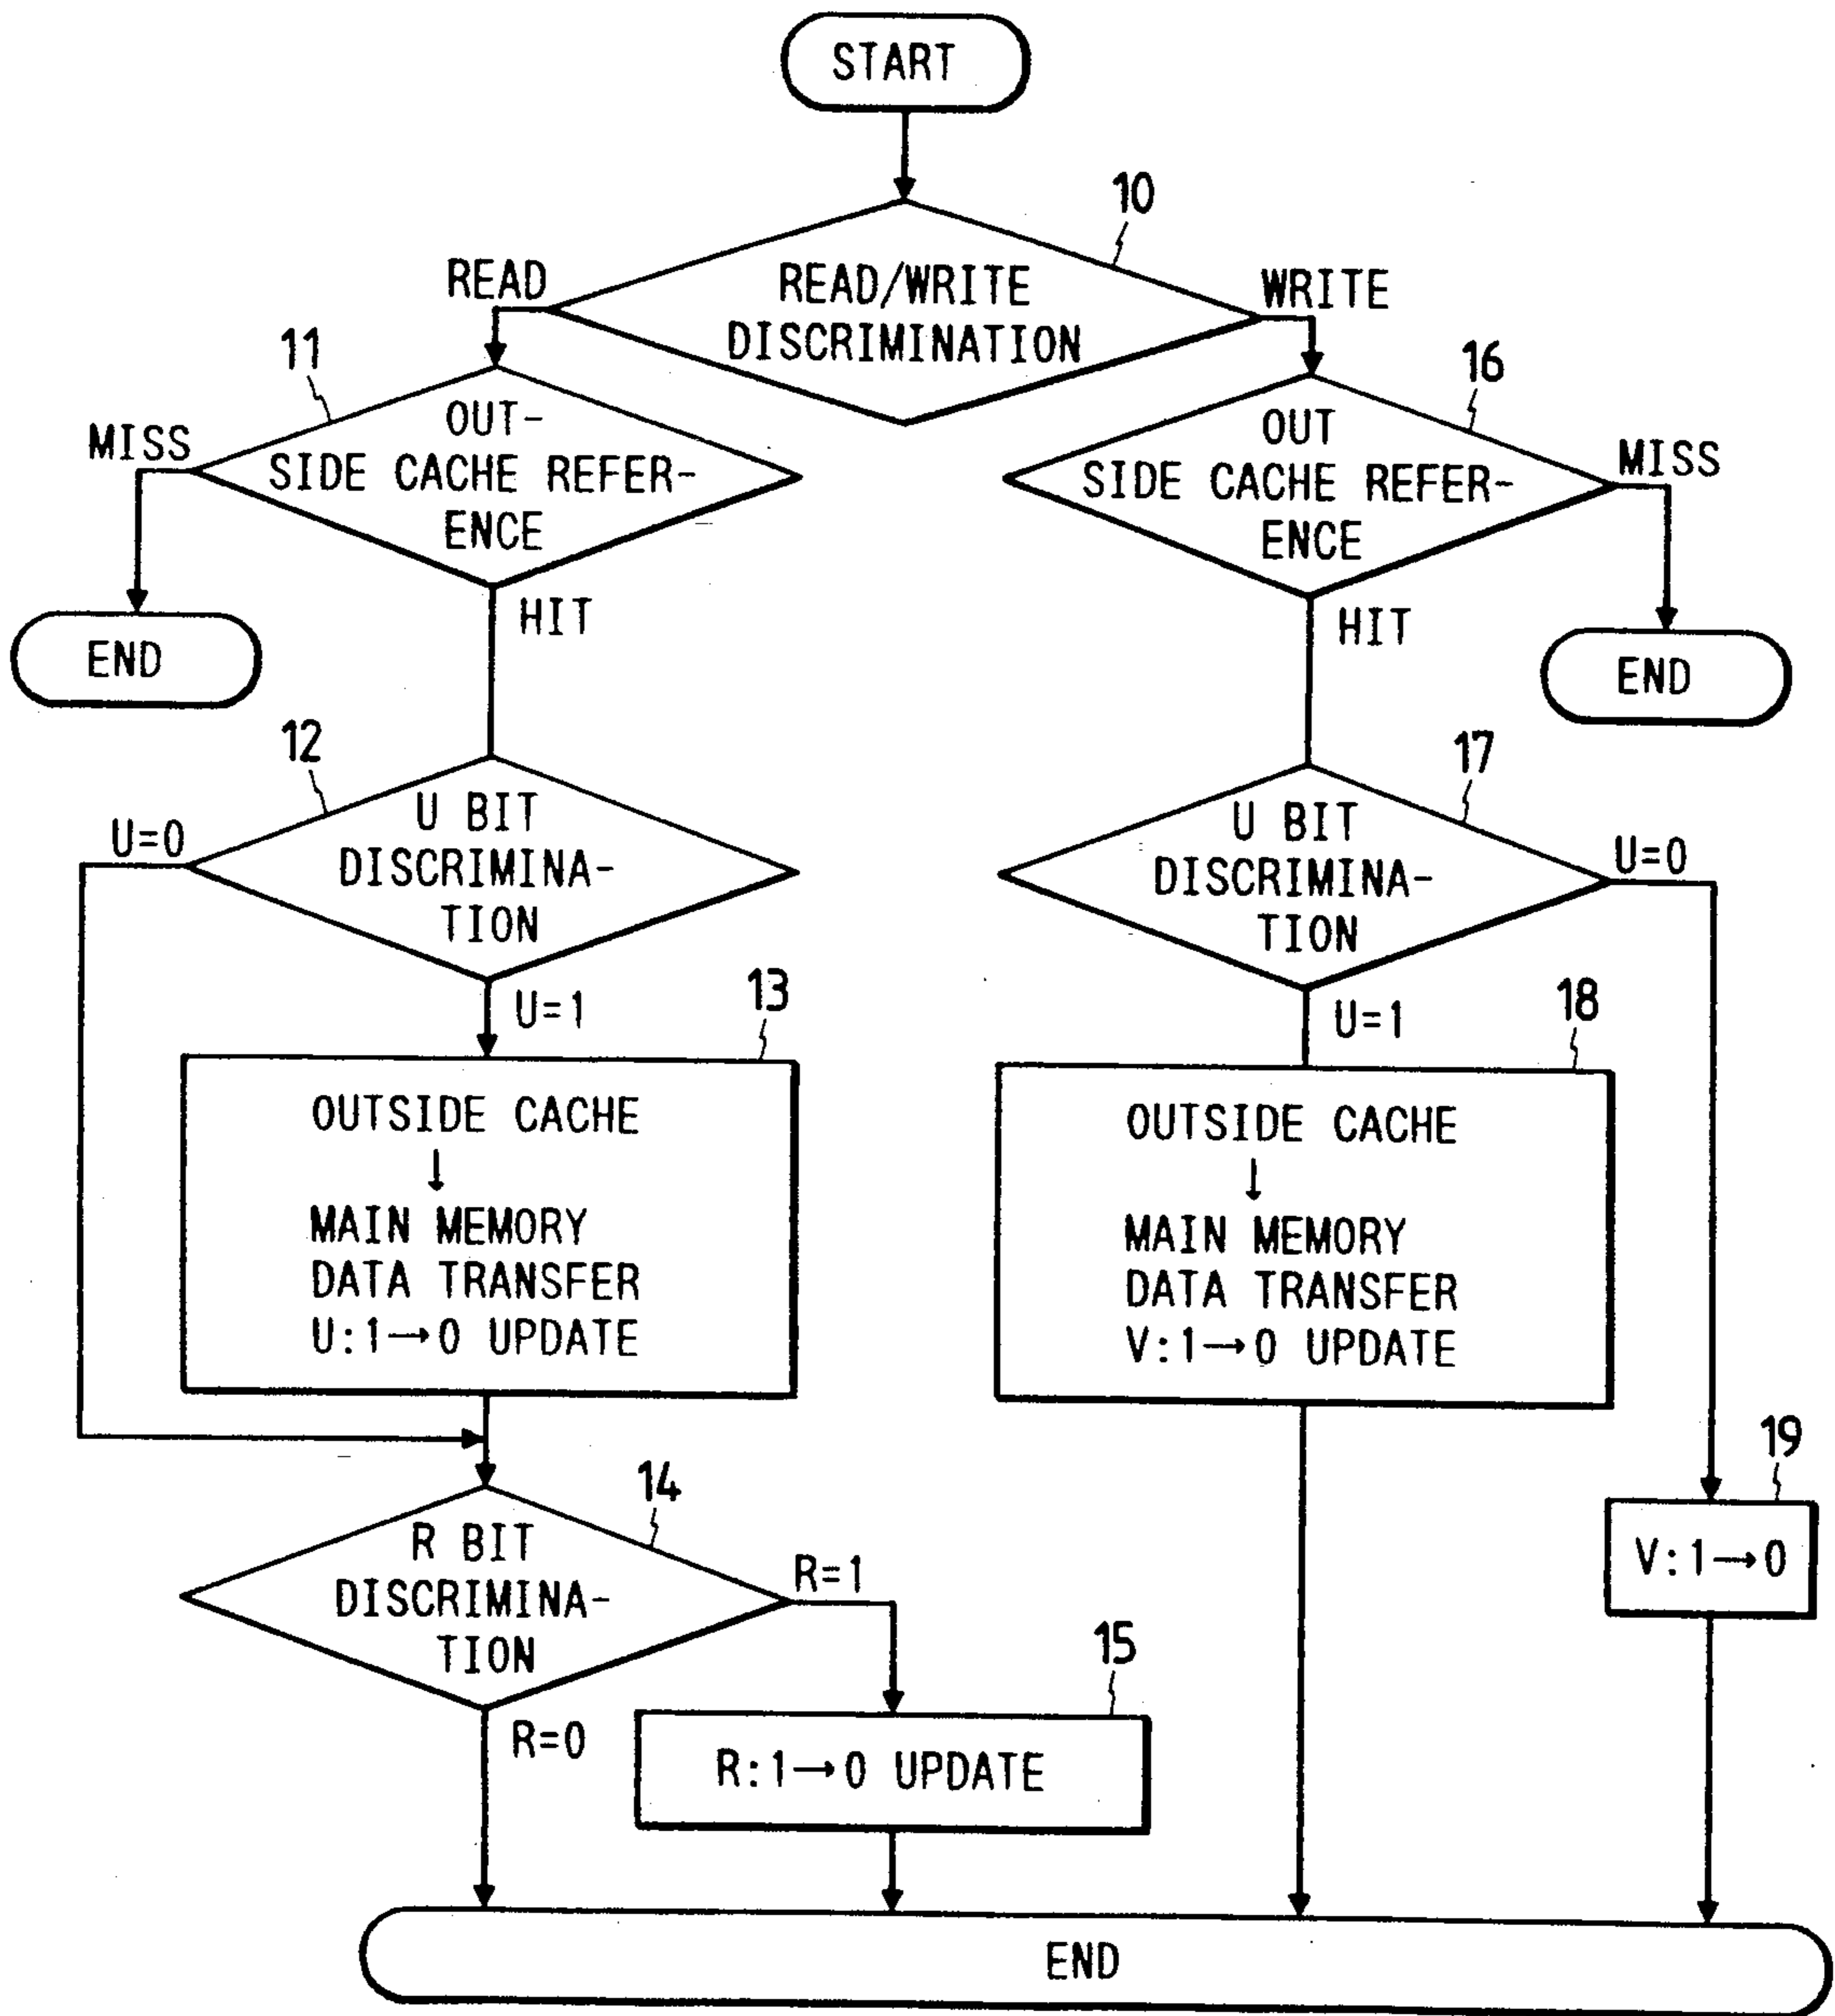 START
10
READ
READ/WRITE
DISCRIMINATION
WRITE
11
MISS
OUT-
SIDE CACHE REFER-
ENCE
HIT
END
16
OUT
SIDE CACHE REFER-
ENCE
MISS
HIT
END
12
U=0
U BIT
DISCRIMINA-
TION
U=1
17
U BIT
DISCRIMINA-
TION
U=0
U=1
13
OUTSIDE CACHE
↓
MAIN MEMORY
DATA TRANSFER
U:1→0 UPDATE
18
OUTSIDE CACHE
↓
MAIN MEMORY
DATA TRANSFER
V:1→0 UPDATE
14
R BIT
DISCRIMINA-
TION
R=1
R=0
15
R:1→0 UPDATE
19
V:1→0
END